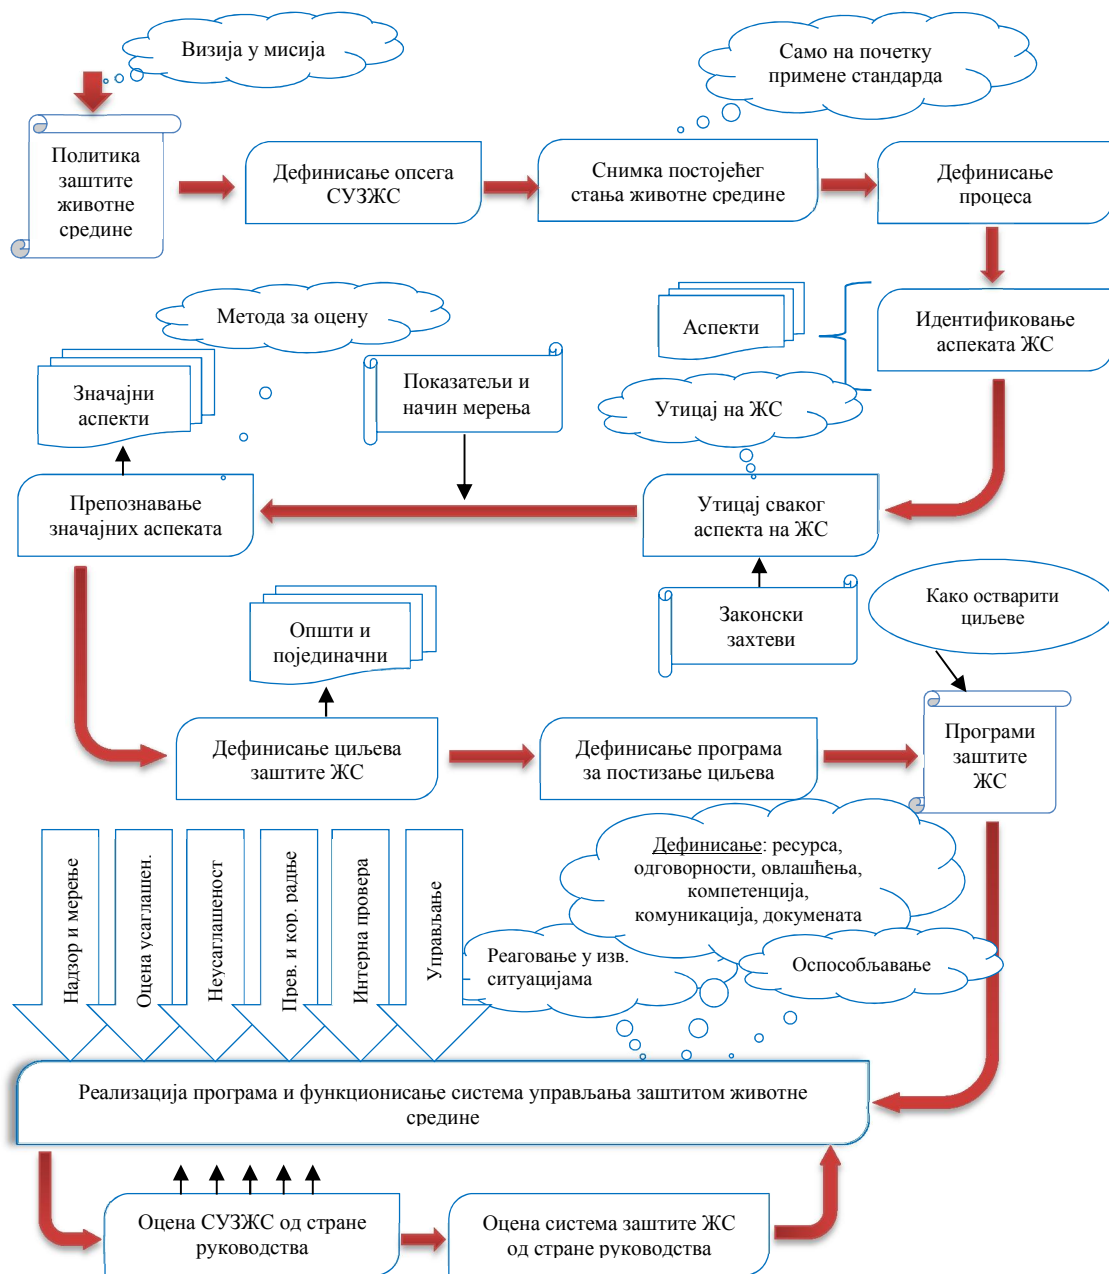 Визија у мисија
Само на почетку
примене стандарда
Политика
заштите
животне
средине
Дефинисање опсега
СУЗЖС
Снимка постојећег
стања животне средине
Дефинисање
процеса
Метода за оцену
Аспекти
Идентификовање
аспеката ЖС
Значајни
аспекти
Показатељи и
начин мерења
Утицај на ЖС
Препознавање
значајних аспеката
Утицај сваког
аспекта на ЖС
Општи и
појединачни
Законски
захтеви
Како остварити
циљеве
Дефинисање циљева
заштите ЖС
Дефинисање програма
за постизање циљева
Програми
заштите
ЖС
Надзор и мерење
Оцена усаглашен.
Неусаглашеност
Прев. и кор. радње
Интерна провера
Управљање
Дефинисање: ресурса,
одговорности, овлашћења,
компетенција,
комуникација, докумената
Реаговање у изв.
ситуацијама
Оспособљавање
Реализација програма и функционисање система управљања заштитом животне
средине
Оцена СУЗЖС од стране
руководства
Оцена система заштите ЖС
од стране руководства